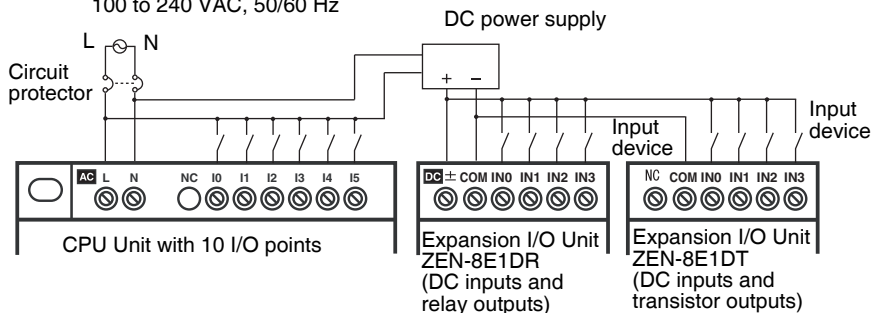 100 to 240 VAC, 50/60 Hz
DC power supply
L N
Circuit
protector
+ −
Input
device
Input
device
AC L N NC I0 I1 I2 I3 I4 I5
DC ± COM IN0 IN1 IN2 IN3
NC COM IN0 IN1 IN2 IN3
CPU Unit with 10 I/O points
Expansion I/O Unit
ZEN-8E1DR
(DC inputs and
relay outputs)
Expansion I/O Unit
ZEN-8E1DT
(DC inputs and
transistor outputs)